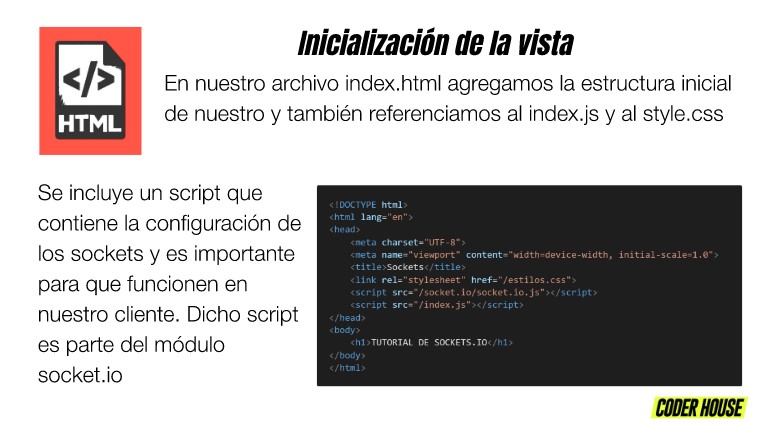 Inicialización de la vista
</>
HTML
En nuestro archivo index.html agregamos la estructura inicial
de nuestro y también referenciamos al index.js y al style.css
Se incluye un script que
contiene la configuración de
los sockets y es importante
para que funcionen en
nuestro cliente. Dicho script
es parte del módulo
socket.io
<!DOCTYPE html>
<html lang="en">
<head>
    <meta charset="UTF-8">
    <meta name="viewport" content="width=device-width, initial-scale=1.0">
    <title>Sockets</title>
    <link rel="stylesheet" href="/estilos.css">
    <script src="/socket.io/socket.io.js"></script>
    <script src="/index.js"></script>
</head>
<body>
    <h1>TUTORIAL DE SOCKETS.IO</h1>
</body>
</html>
CODER HOUSE